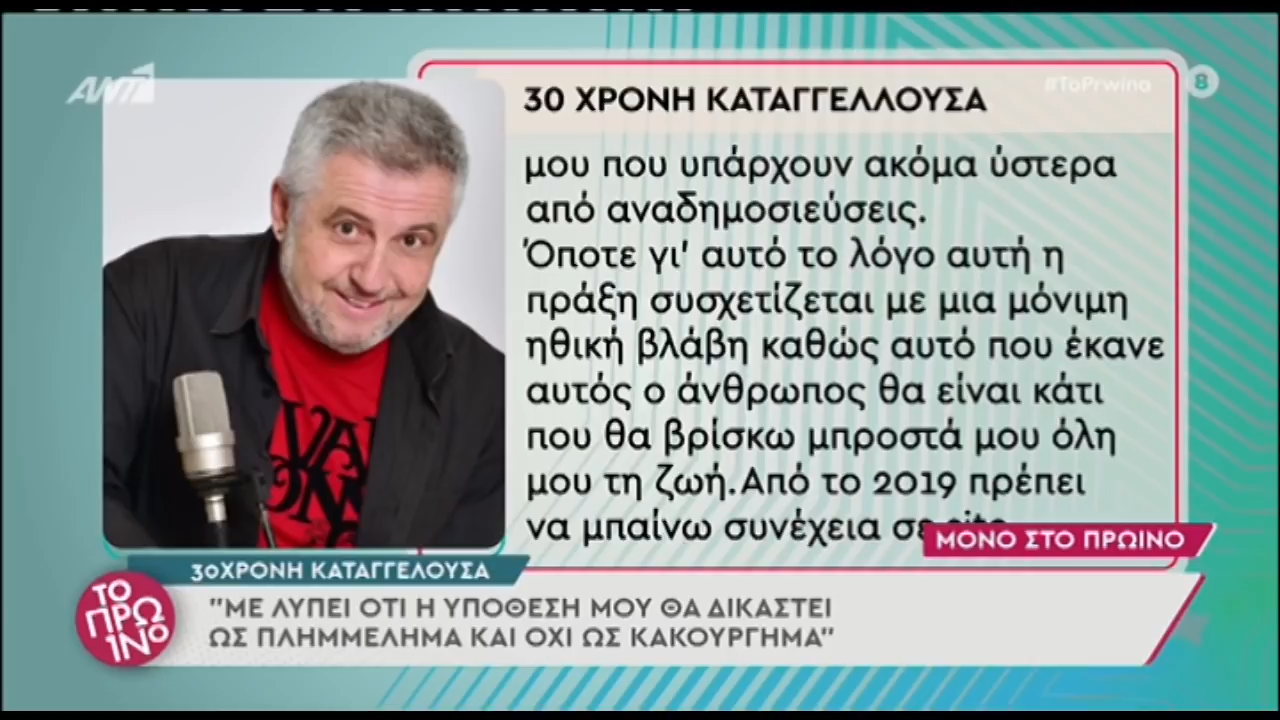 ΑΝΤ1
#ToPrwino
8
30 ΧΡΟΝΗ ΚΑΤΑΓΓΕΛΛΟΥΣΑ
μου που υπάρχουν ακόμα ύστερα
από αναδημοσιεύσεις.
Όποτε γι' αυτό το λόγο αυτή η
πράξη συσχετίζεται με μια μόνιμη
ηθική βλάβη καθώς αυτό που έκανε
αυτός ο άνθρωπος θα είναι κάτι
που θα βρίσκω μπροστά μου όλη
μου τη ζωή.Από το 2019 πρέπει
να μπαίνω συνέχεια σε
ΜΟΝΟ ΣΤΟ ΠΡΩΙΝΟ
30ΧΡΟΝΗ ΚΑΤΑΓΓΕΛΟΥΣΑ
ΤΟ
ΠΡΩ
ΙΝΟ
"ΜΕ ΛΥΠΕΙ ΟΤΙ Η ΥΠΟΘΕΣΗ ΜΟΥ ΘΑ ΔΙΚΑΣΤΕΙ
ΩΣ ΠΛΗΜΜΕΛΗΜΑ ΚΑΙ ΟΧΙ ΩΣ ΚΑΚΟΥΡΓΗΜΑ"